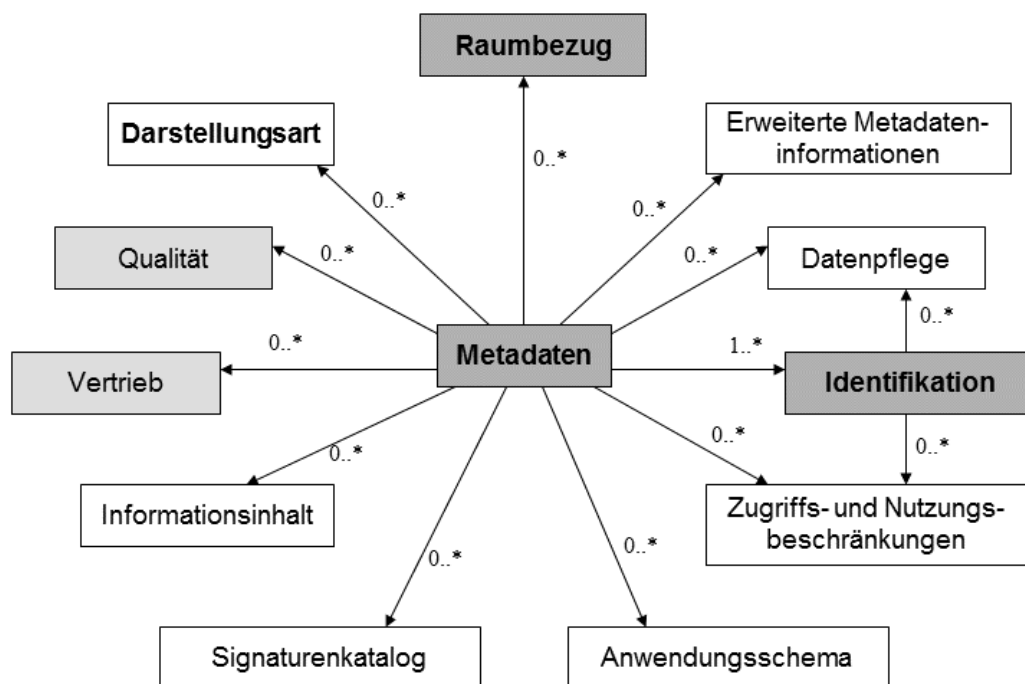 Raumbezug
Darstellungsart
Erweiterte Metadaten-
informationen
0..*
0..*
0..*
Qualität
0..*
0..*
Datenpflege
0..*
0..*
Metadaten
1..*
Vertrieb
Identifikation
0..*
0..*
0..*
Informationsinhalt
Zugriffs- und Nutzungs-
beschränkungen
0..*
0..*
Signaturenkatalog
Anwendungsschema